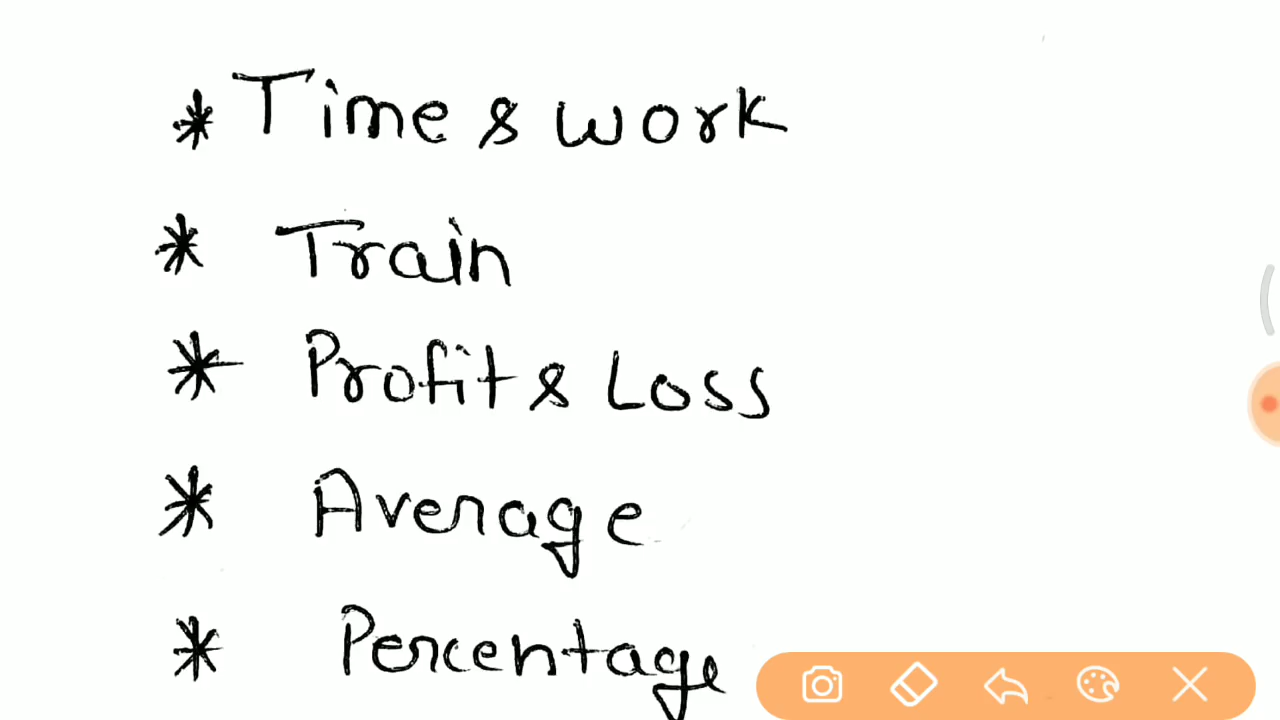 * Time & work
* Train
* Profit & Loss
* Average
* Percentage